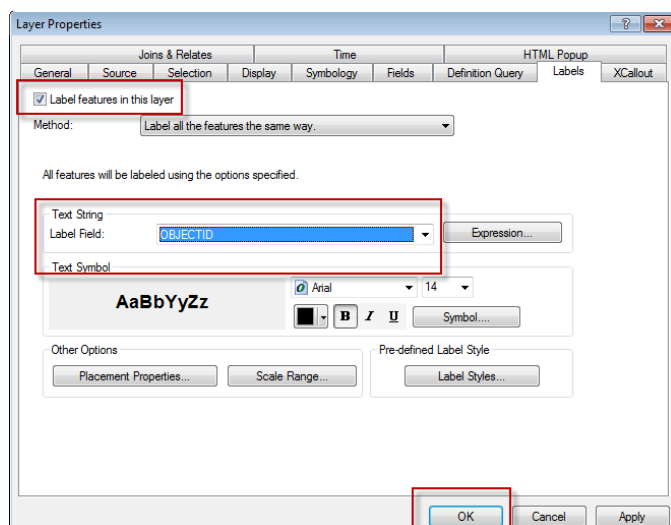 Layer Properties
Joins & Relates Time HTML Popup
General Source Selection Display Symbology Fields Definition Query Labels XCallout
Label features in this layer
Method: Label all the features the same way.
All features will be labeled using the options specified.
Text String
Label Field: OBJECTID Expression...
Text Symbol
AaBbYyZz
Arial 14
B I U Symbol....
Other Options Pre-defined Label Style
Placement Properties... Scale Range... Label Styles...
OK Cancel Apply